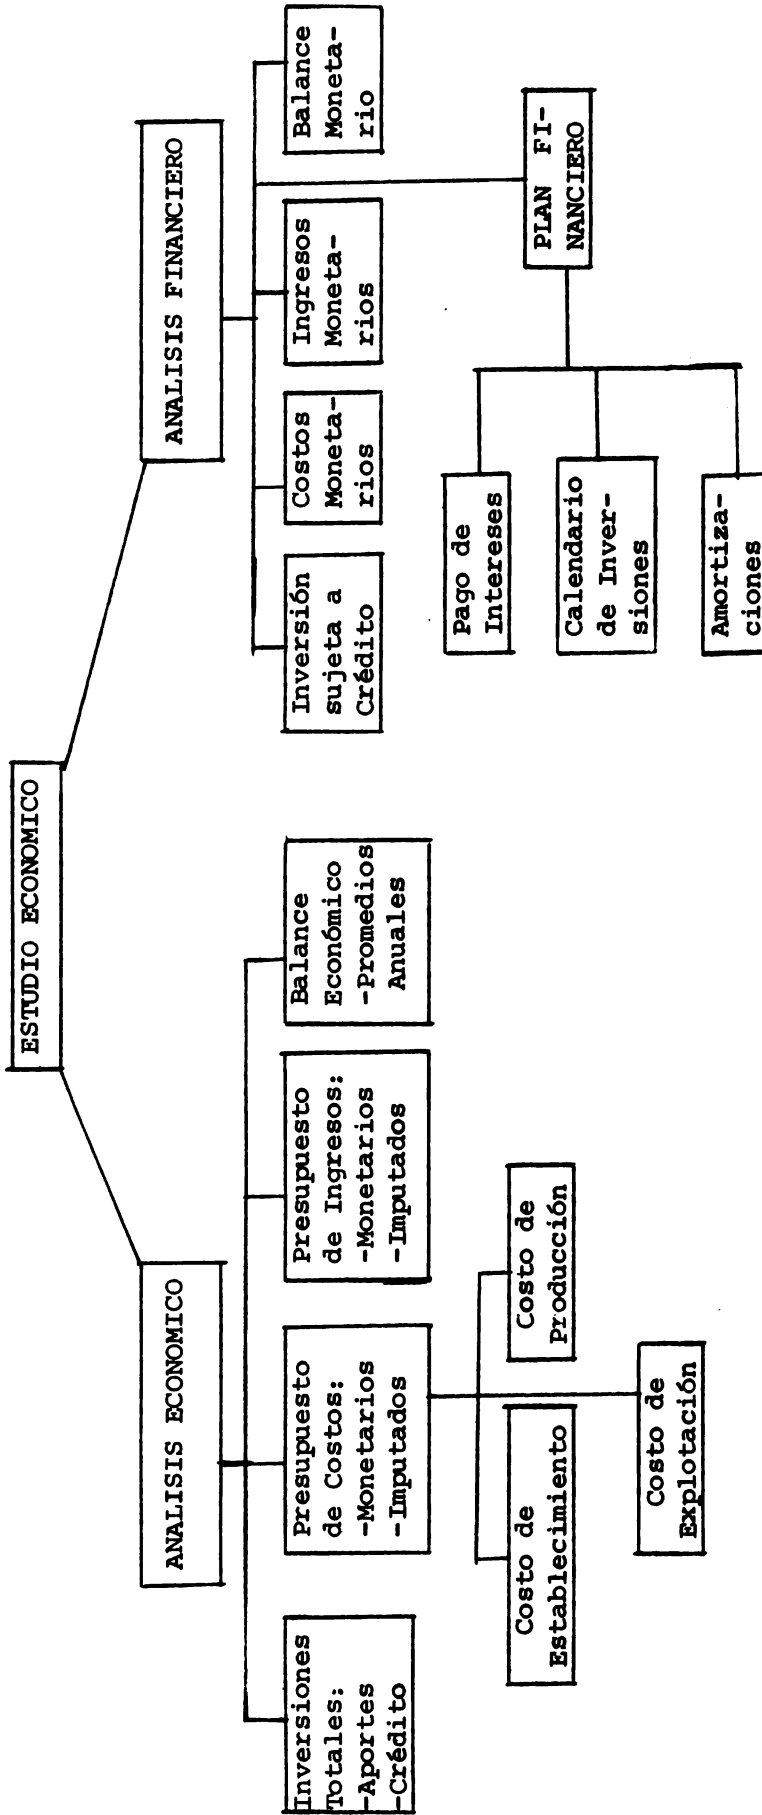 ESTUDIO ECONOMICO
ANALISIS ECONOMICO
ANALISIS FINANCIERO
Inversiones
Totales:
-Aportes
-Crédito
Presupuesto
de Costos:
-Monetarios
-Imputados
Presupuesto
de Ingresos:
-Monetarios
-Imputados
Balance
Económico
-Promedios
Anuales
Inversión
sujeta a
Crédito
Costos
Moneta-
rios
Ingresos
Moneta-
rios
Balance
Moneta-
rio
Costo de
Establecimiento
Costo de
Producción
Costo de
Explotación
PLAN FI-
NANCIERO
Pago de
Intereses
Calendario
de Inver-
siones
Amortiza-
ciones